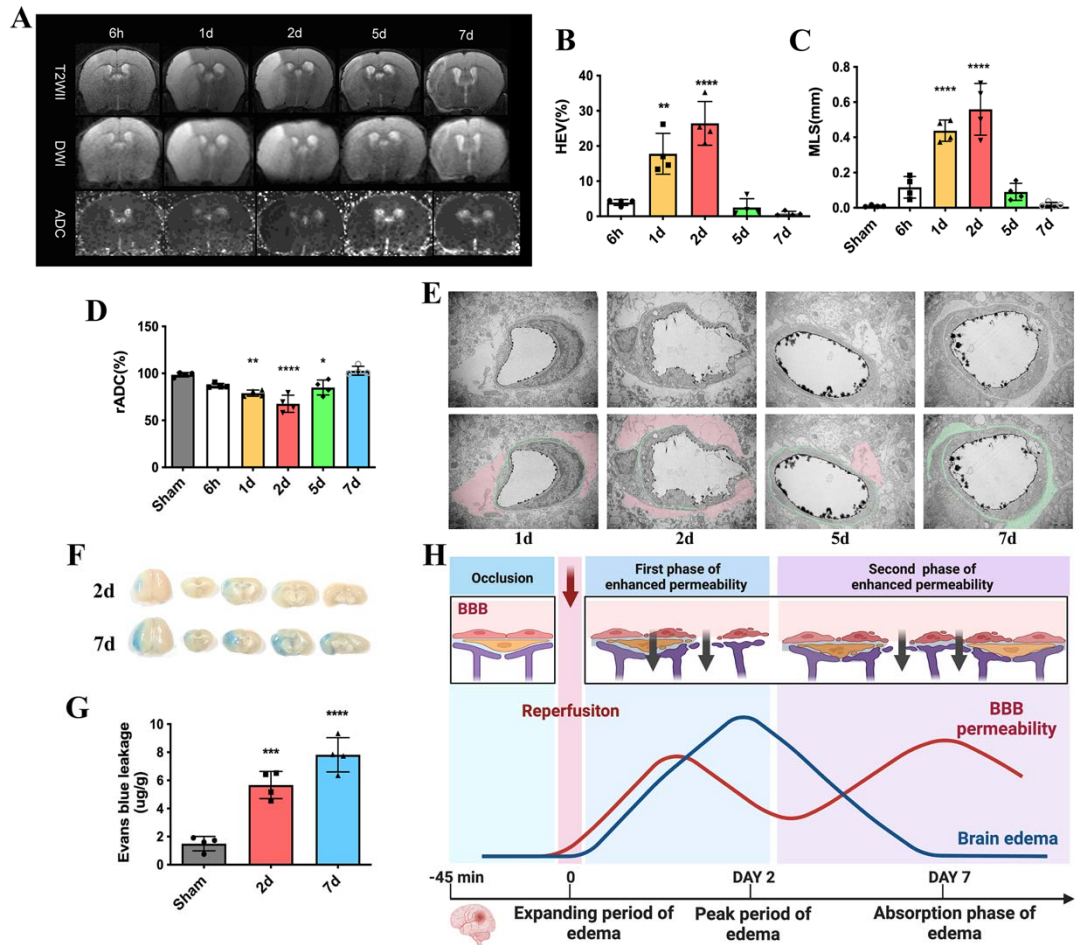 A
6h 1d 2d 5d 7d
T2WII
DWI
ADC
B
HEV(%)
40
30
20
10
0
** ****
6h 1d 2d 5d 7d
C
MLS(mm)
0.8
0.6
0.4
0.2
0.0
**** ****
Sham 6h 1d 2d 5d 7d
D
rADC(%)
150
100
50
0
** **** *
Sham 6h 1d 2d 5d 7d
E
1d 2d 5d 7d
F
2d
7d
G
Evans blue leakage
(ug/g)
10
8
6
4
2
0
*** ****
Sham 2d 7d
H
Occlusion
First phase of
enhanced permeability
Second phase of
enhanced permeability
BBB
Reperfusiton
BBB
permeability
Brain edema
-45 min 0 DAY 2 DAY 7
Expanding period of
edema
Peak period of
edema
Absorption phase of
edema